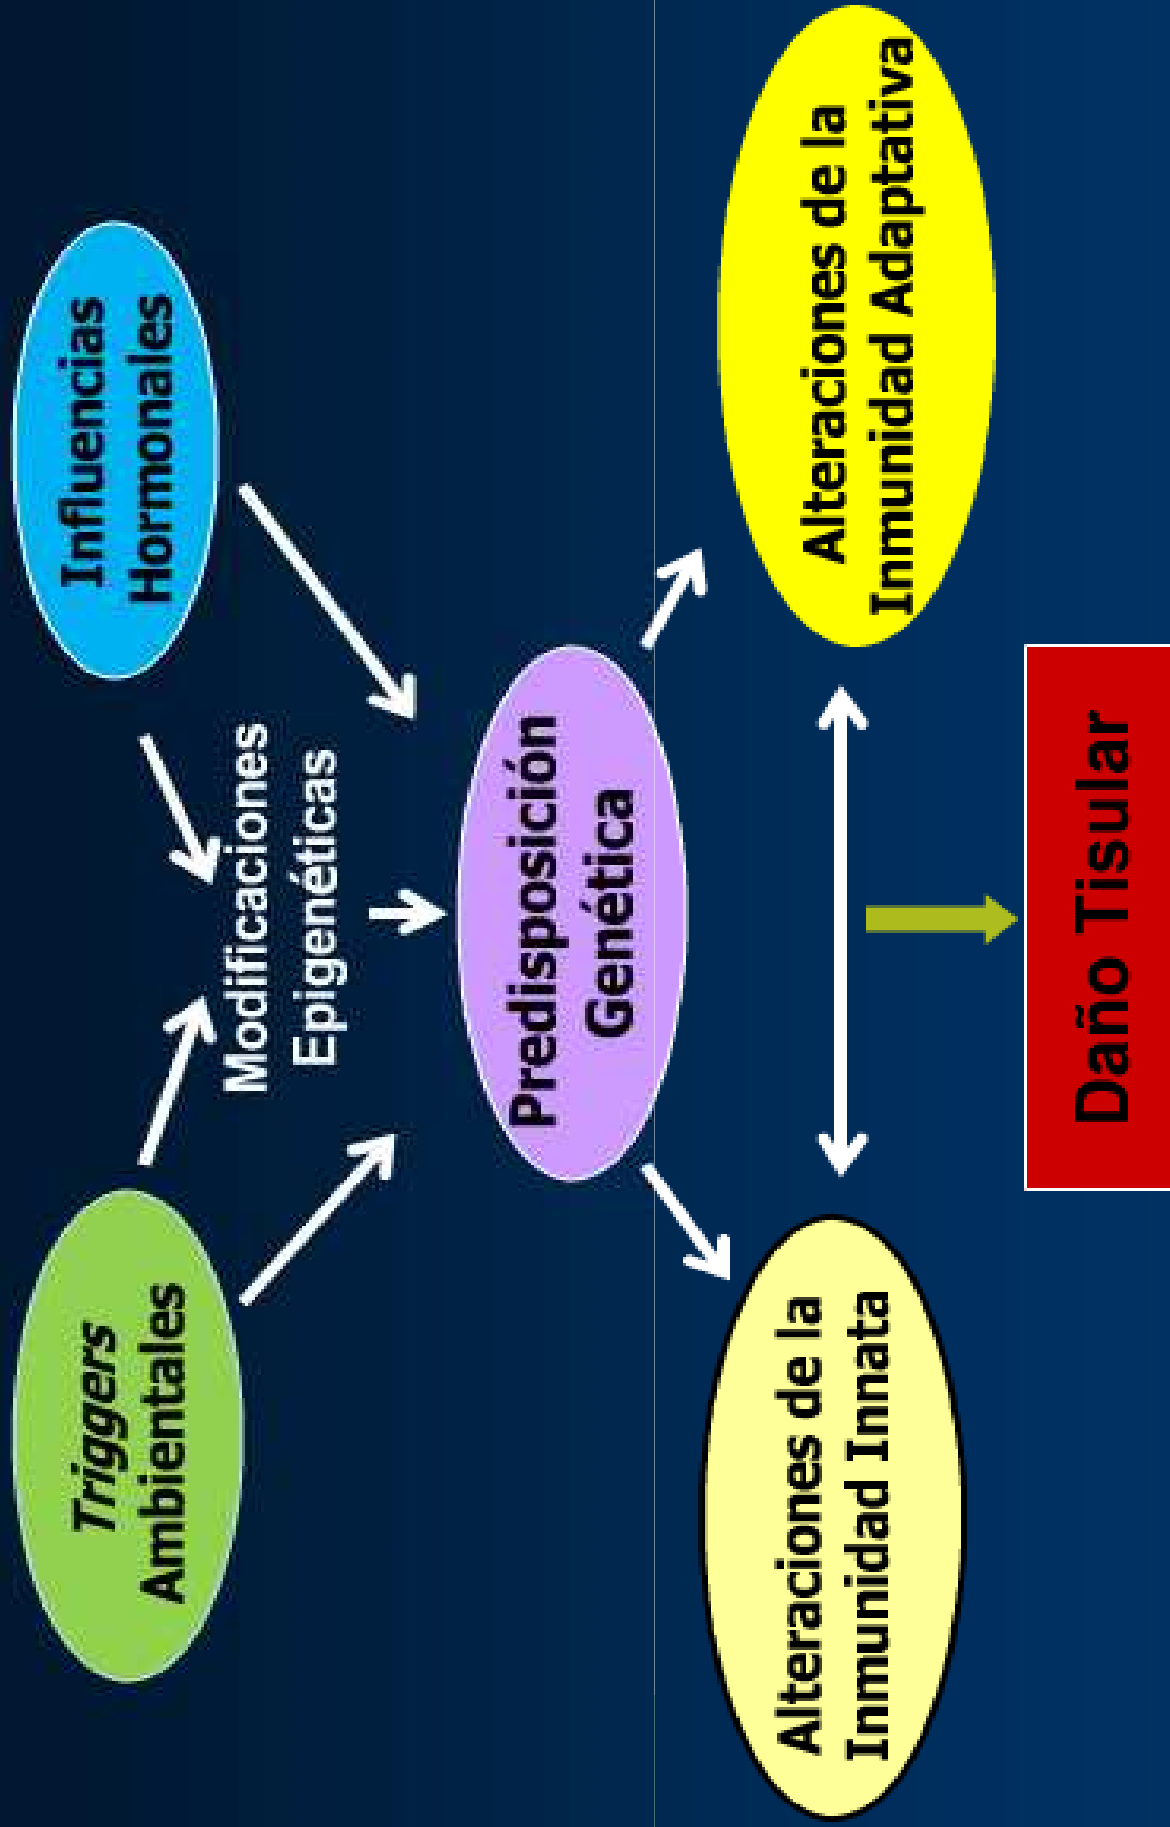 Triggers
Ambientales
Influencias
Hormonales
Modificaciones
Epigenéticas
Predisposición
Genética
Alteraciones de la
Inmunidad Innata
Alteraciones de la
Inmunidad Adaptativa
Daño Tisular